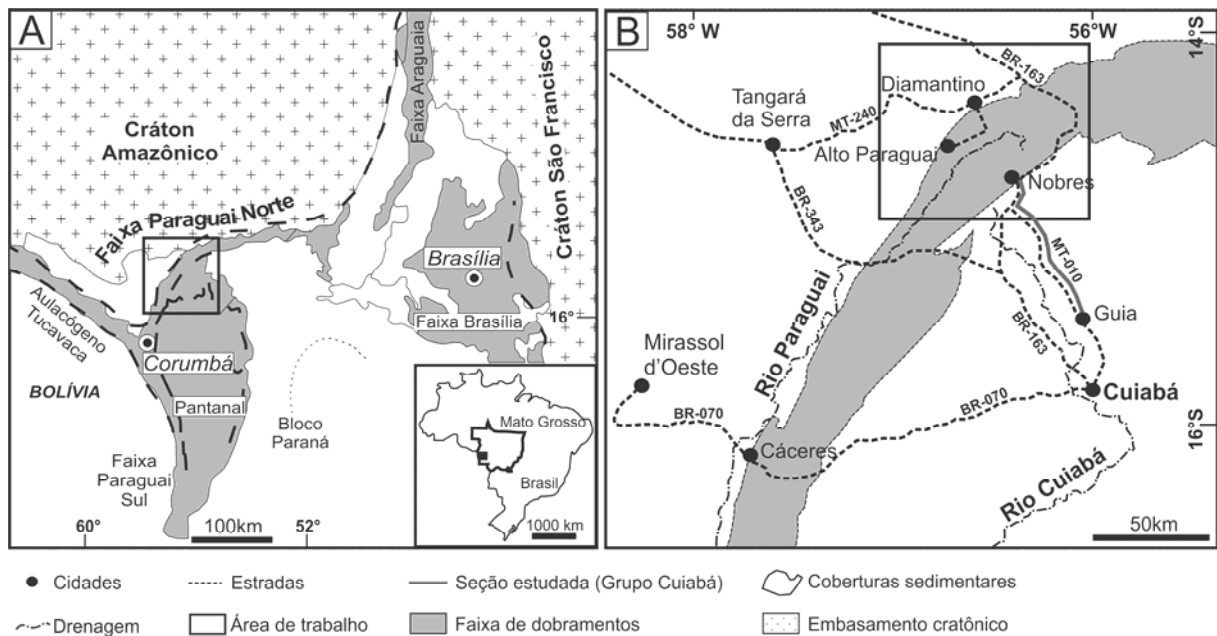 A
Cráton
Amazônico
Faixa Araguaia
Cráton São Francisco
Faixa Paraguai Norte
Brasília
Aulacógeno
Tucavaca
Faixa Brasília
16°
Corumbá
BOLÍVIA
Pantanal
Bloco
Paraná
Faixa
Paraguai
Sul
Mato Grosso
Brasil
1000 km
60°
100km
52°
B
58° W
56° W
14° S
BR-163
Diamantino
Tangará
da Serra
MT-240
Alto Paraguai
Nobres
BR-343
MT-010
Rio Paraguai
Guia
BR-163
Mirassol
d'Oeste
Cuiabá
BR-070
BR-070
16° S
Cáceres
Rio Cuiabá
50km
Cidades
Estradas
Seção estudada (Grupo Cuiabá)
Coberturas sedimentares
Drenagem
Área de trabalho
Faixa de dobramentos
Embasamento cratônico